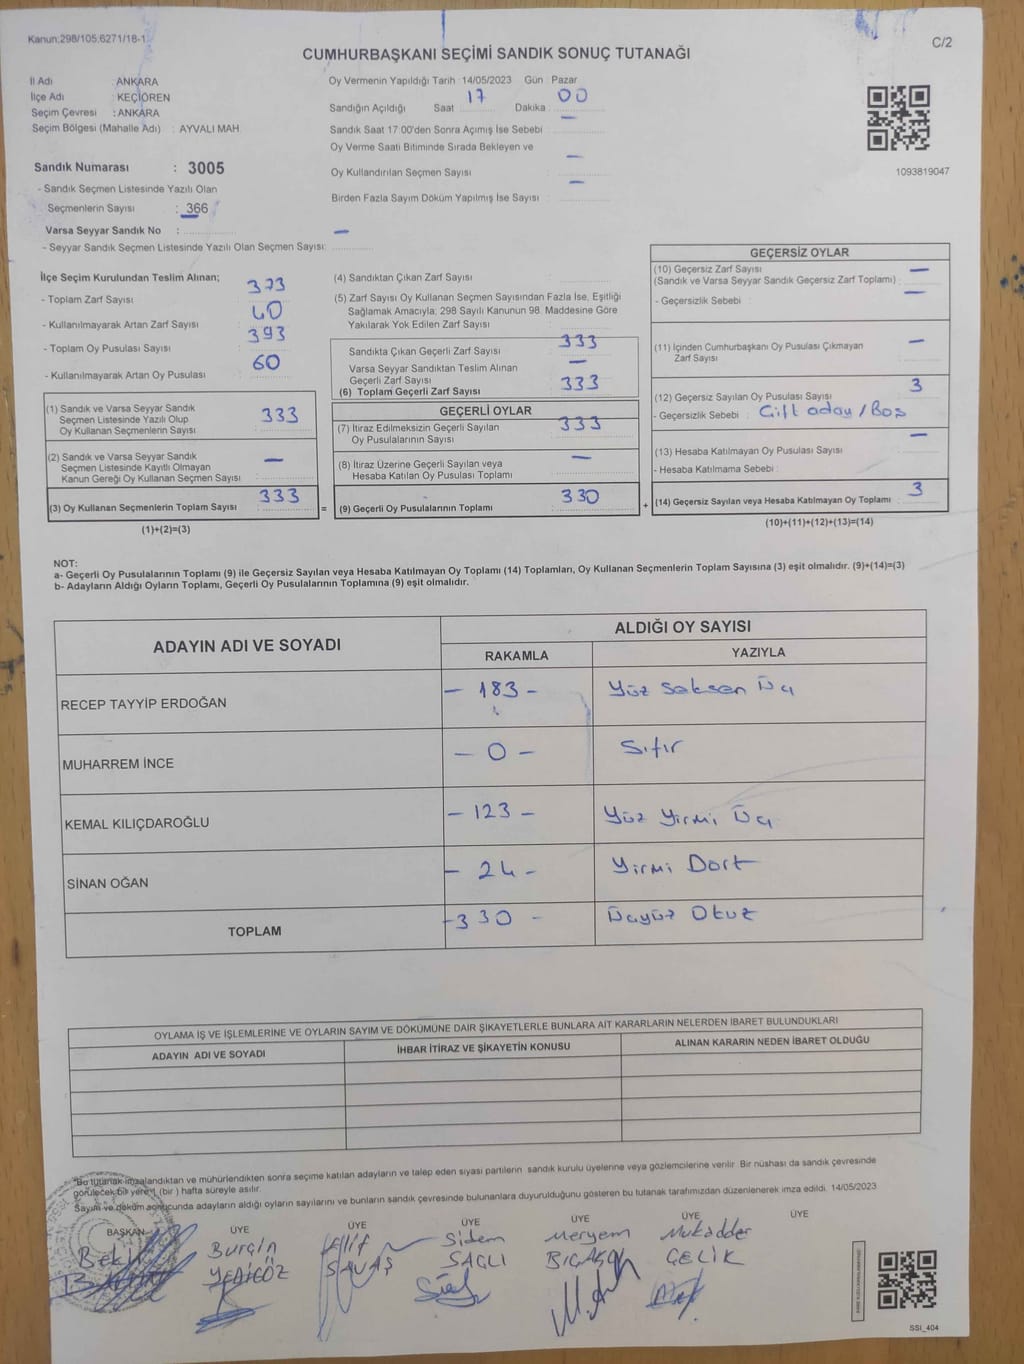 Kanun:298/105,6271/18-1
C/2
CUMHURBAŞKANI SEÇİMİ SANDIK SONUÇ TUTANAĞI
İl Adı : ANKARA
İlçe Adı : KEÇİÖREN
Seçim Çevresi : ANKARA
Seçim Bölgesi (Mahalle Adı) : AYVALI MAH.
Sandık Numarası : 3005
- Sandık Seçmen Listesinde Yazılı Olan
Seçmenlerin Sayısı : 366
Varsa Seyyar Sandık No : –
- Seyyar Sandık Seçmen Listesinde Yazılı Olan Seçmen Sayısı:
Oy Vermenin Yapıldığı Tarih :14/05/2023 Gün Pazar
Sandığın Açıldığı Saat 17 Dakika 00
Sandık Saat 17:00'den Sonra Açımış İse Sebebi : –
Oy Verme Saati Bitiminde Sırada Bekleyen ve
Oy Kullandırılan Seçmen Sayısı : –
Birden Fazla Sayım Döküm Yapılmış İse Sayısı : –
1093819047
İlçe Seçim Kurulundan Teslim Alınan;
- Toplam Zarf Sayısı 373
- Kullanılmayarak Artan Zarf Sayısı 40
- Toplam Oy Pusulası Sayısı 393
- Kullanılmayarak Artan Oy Pusulası 60
(1) Sandık ve Varsa Seyyar Sandık
Seçmen Listesinde Yazılı Olup
Oy Kullanan Seçmenlerin Sayısı 333
(2) Sandık ve Varsa Seyyar Sandık
Seçmen Listesinde Kayıtlı Olmayan
Kanun Gereği Oy Kullanan Seçmen Sayısı : –
(3) Oy Kullanan Seçmenlerin Toplam Sayısı 333
(1)+(2)=(3)
(4) Sandıktan Çıkan Zarf Sayısı
(5) Zarf Sayısı Oy Kullanan Seçmen Sayısından Fazla İse, Eşitliği
Sağlamak Amacıyla; 298 Sayılı Kanunun 98. Maddesine Göre
Yakılarak Yok Edilen Zarf Sayısı
Sandıkta Çıkan Geçerli Zarf Sayısı 333
Varsa Seyyar Sandıktan Teslim Alınan
Geçerli Zarf Sayısı –
(6) Toplam Geçerli Zarf Sayısı 333
GEÇERLİ OYLAR
(7) İtiraz Edilmeksizin Geçerli Sayılan
Oy Pusulalarının Sayısı 333
(8) İtiraz Üzerine Geçerli Sayılan veya
Hesaba Katılan Oy Pusulası Toplamı –
= (9) Geçerli Oy Pusulalarının Toplamı 330
GEÇERSİZ OYLAR
(10) Geçersiz Zarf Sayısı –
(Sandık ve Varsa Seyyar Sandık Geçersiz Zarf Toplamı) :
- Geçersizlik Sebebi : –
(11) İçinden Cumhurbaşkanı Oy Pusulası Çıkmayan
Zarf Sayısı –
(12) Geçersiz Sayılan Oy Pusulası Sayısı 3
- Geçersizlik Sebebi : Çift aday / Boş
(13) Hesaba Katılmayan Oy Pusulası Sayısı –
- Hesaba Katılmama Sebebi :
+ (14) Geçersiz Sayılan veya Hesaba Katılmayan Oy Toplamı 3
(10)+(11)+(12)+(13)=(14)
NOT:
a- Geçerli Oy Pusulalarının Toplamı (9) ile Geçersiz Sayılan veya Hesaba Katılmayan Oy Toplamı (14) Toplamları, Oy Kullanan Seçmenlerin Toplam Sayısına (3) eşit olmalıdır. (9)+(14)=(3)
b- Adayların Aldığı Oyların Toplamı, Geçerli Oy Pusulalarının Toplamına (9) eşit olmalıdır.
ADAYIN ADI VE SOYADI
ALDIĞI OY SAYISI
RAKAMLA YAZIYLA
RECEP TAYYİP ERDOĞAN – 183 – Yüz Seksen Üç
MUHARREM İNCE – 0 – Sıfır
KEMAL KILIÇDAROĞLU – 123 – Yüz Yirmi Üç
SİNAN OĞAN – 24 – Yirmi Dört
TOPLAM – 330 – Üçyüz Otuz
OYLAMA İŞ VE İŞLEMLERİNE VE OYLARIN SAYIM VE DÖKÜMÜNE DAİR ŞİKAYETLERLE BUNLARA AİT KARARLARIN NELERDEN İBARET BULUNDUKLARI
ADAYIN ADI VE SOYADI İHBAR İTİRAZ VE ŞİKAYETİN KONUSU ALINAN KARARIN NEDEN İBARET OLDUĞU
*Bu tutanak imzalandıktan ve mühürlendikten sonra seçime katılan adayların ve talep eden siyasi partilerin sandık kurulu üyelerine veya gözlemcilerine verilir. Bir nüshası da sandık çevresinde
görülecek bir yere 1 (bir ) hafta süreyle asılır.
Sayım ve döküm sonucunda adayların aldığı oyların sayılarını ve bunların sandık çevresinde bulunanlara duyurulduğunu gösteren bu tutanak tarafımızdan düzenlenerek imza edildi. 14/05/2023
BAŞKAN ÜYE ÜYE ÜYE ÜYE ÜYE ÜYE
Bekir Burgin Elif Sidem Meryem Mukadder
YENİGÖZ SAVAŞ SAĞLI ÇELİK
SSI_404